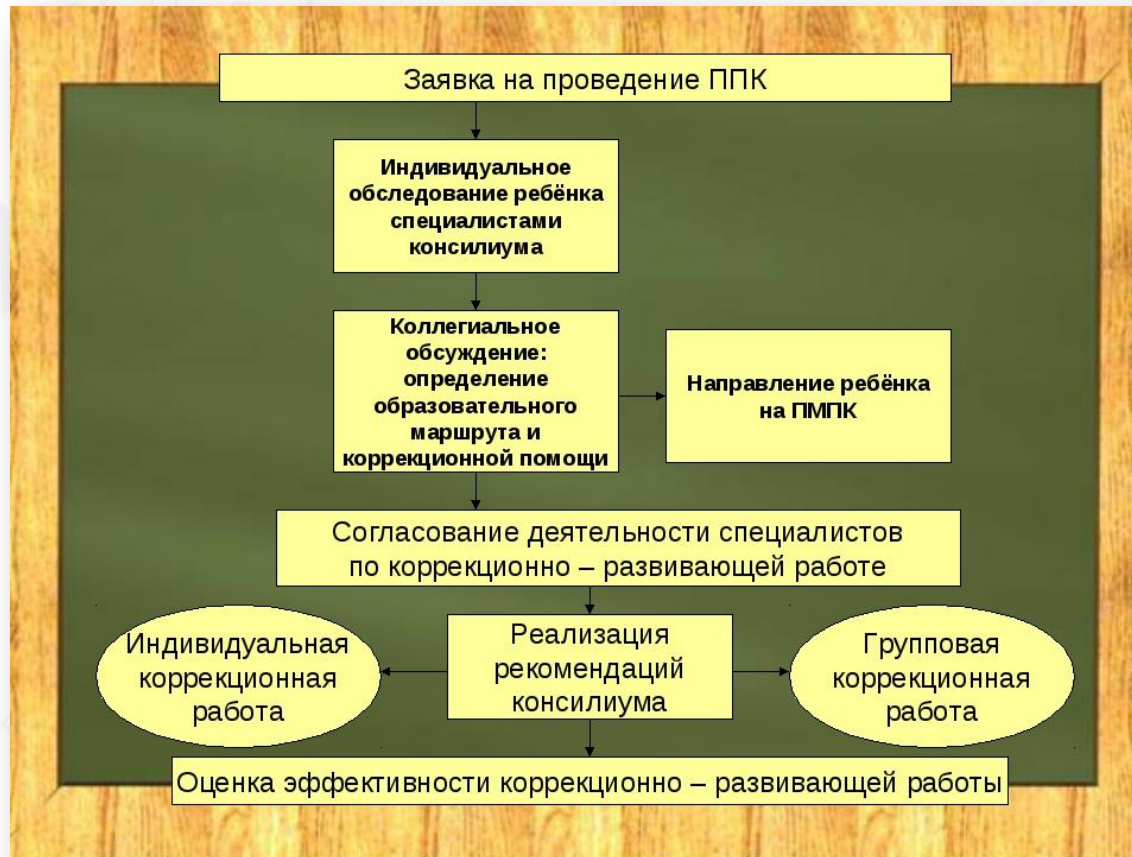 Заявка на проведение ППК
Индивидуальное
обследование ребёнка
специалистами
консилиума
Коллегиальное
обсуждение:
определение
образовательного
маршрута и
коррекционной помощи
Направление ребёнка
на ПМПК
Согласование деятельности специалистов
по коррекционно – развивающей работе
Индивидуальная
коррекционная
работа
Реализация
рекомендаций
консилиума
Групповая
коррекционная
работа
Оценка эффективности коррекционно – развивающей работы